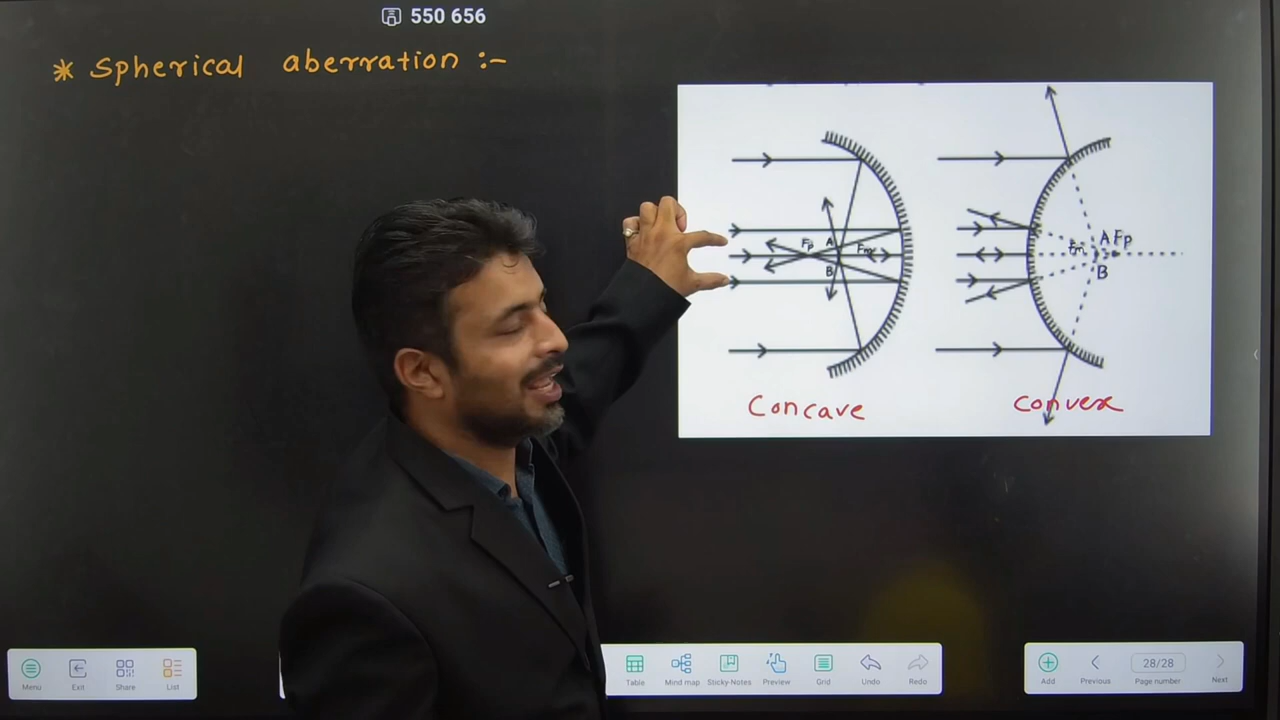 550 656
* Spherical aberration :-
Fp A Fm
B
A Fp
Fm
B
Concave
Convex
Menu Exit Share List
Table Mind map Sticky-Notes Preview Grid Undo Redo
Add Previous 28/28 Page number Next